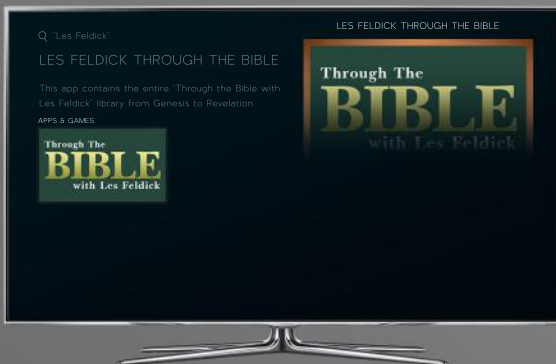 "Les Feldick"
LES FELDICK THROUGH THE BIBLE
This app contains the entire "Through the Bible with
Les Feldick" library from Genesis to Revelation.
APPS & GAMES
Through The
BIBLE
with Les Feldick
LES FELDICK THROUGH THE BIBLE
Through The
BIBLE
with Les Feldick